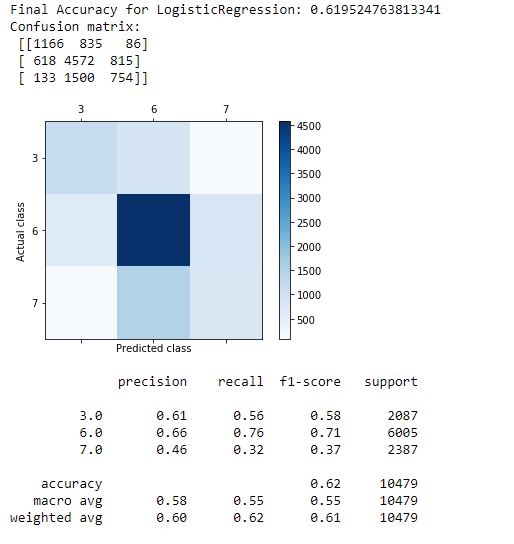 Final Accuracy for LogisticRegression: 0.619524763813341
Confusion matrix:
[[1166 835 86]
[ 618 4572 815]
[ 133 1500 754]]
3 6 7
4500
4000
3500
3000
2500
2000
1500
1000
500
3
6
7
Actual class
Predicted class
precision recall f1-score support
3.0 0.61 0.56 0.58 2087
6.0 0.66 0.76 0.71 6005
7.0 0.46 0.32 0.37 2387
accuracy 0.62 10479
macro avg 0.58 0.55 0.55 10479
weighted avg 0.60 0.62 0.61 10479